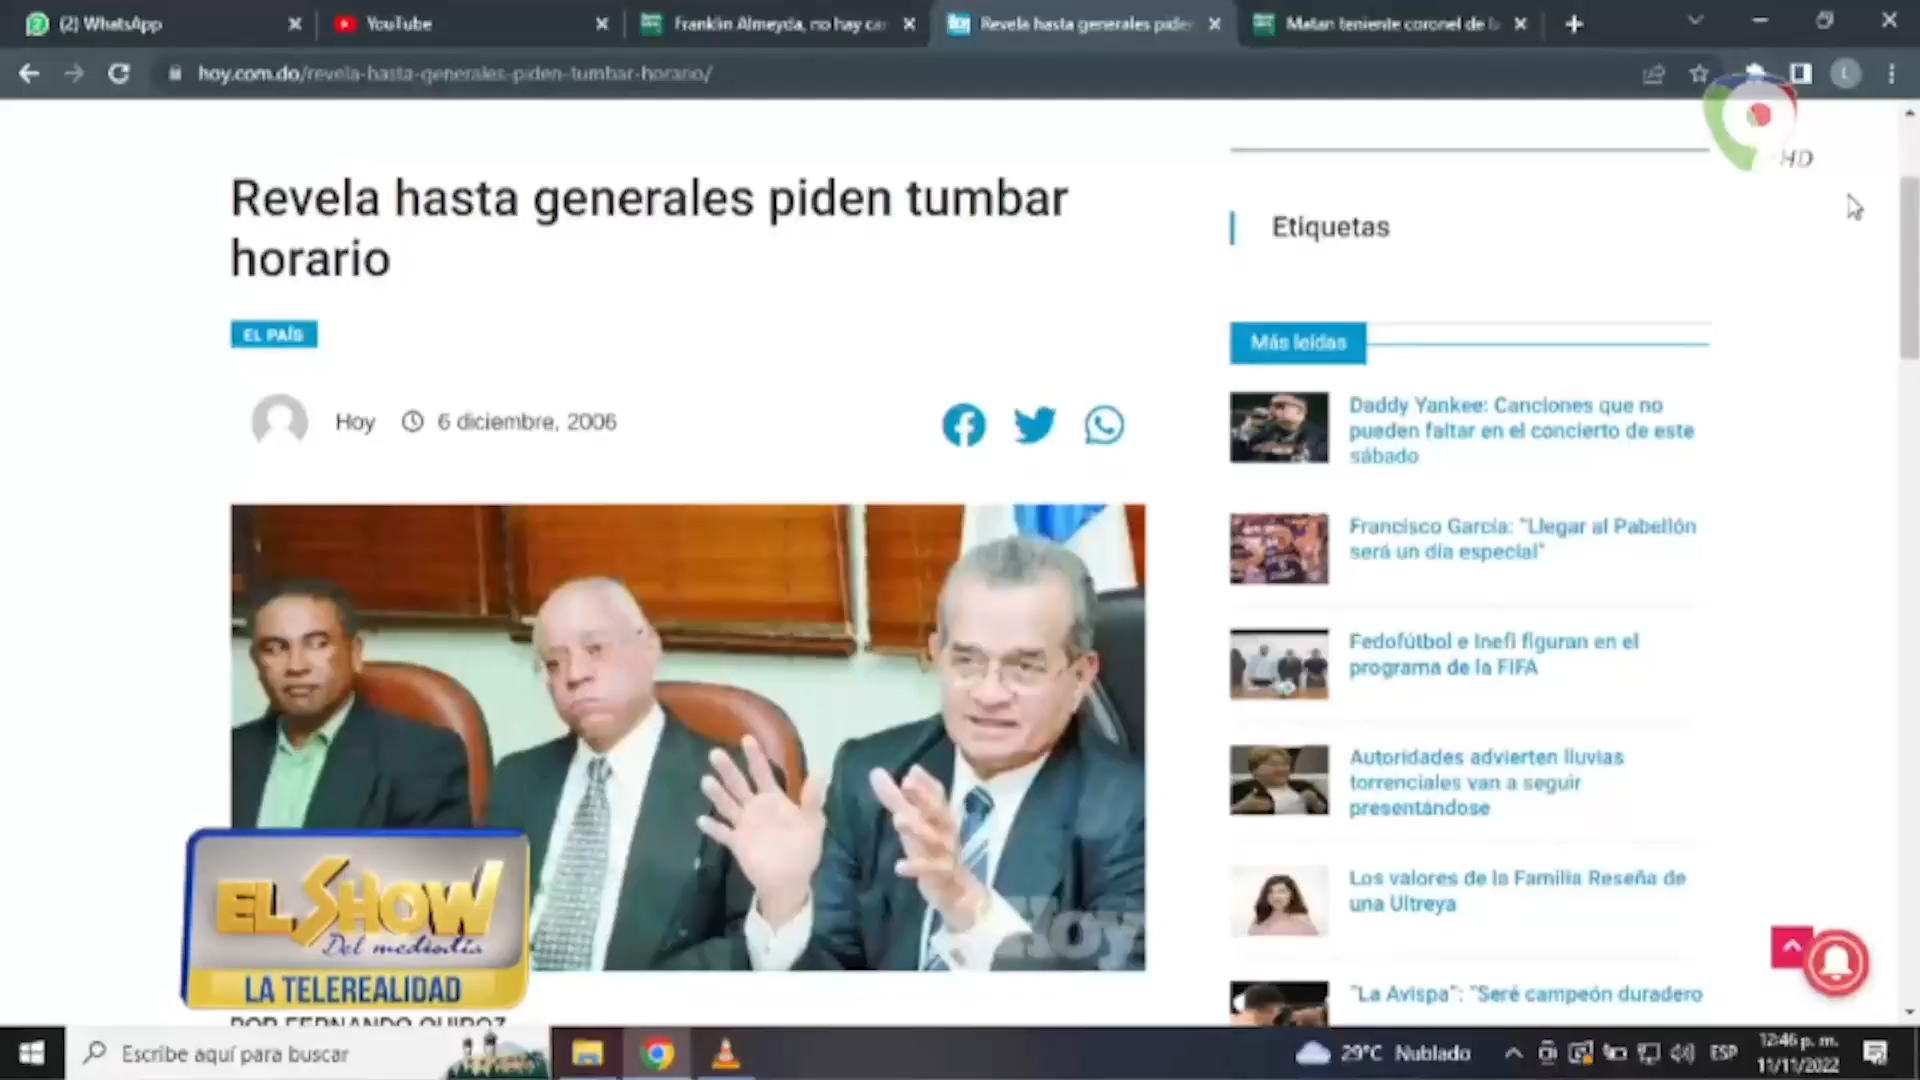 (2) WhatsApp
YouTube
Franklin Almeyda, no hay ca
Revela hasta generales piden
Matan teniente coronel de l
hoy.com.do/revela-hasta-generales-piden-tumbar-horario/
HD
Revela hasta generales piden tumbar
horario
EL PAÍS
Hoy 6 diciembre, 2006
Hoy
Etiquetas
Más leídas
Daddy Yankee: Canciones que no
pueden faltar en el concierto de este
sábado
Francisco García: "Llegar al Pabellón
será un día especial"
Fedofútbol e Inefi figuran en el
programa de la FIFA
Autoridades advierten lluvias
torrenciales van a seguir
presentándose
Los valores de la Familia Reseña de
una Ultreya
"La Avispa": "Seré campeón duradero
EL SHOW
Del mediodía
LA TELEREALIDAD
POR FERNANDO QUIROZ
Escribe aquí para buscar
29°C Nublado
ESP
12:46 p. m.
11/11/2022